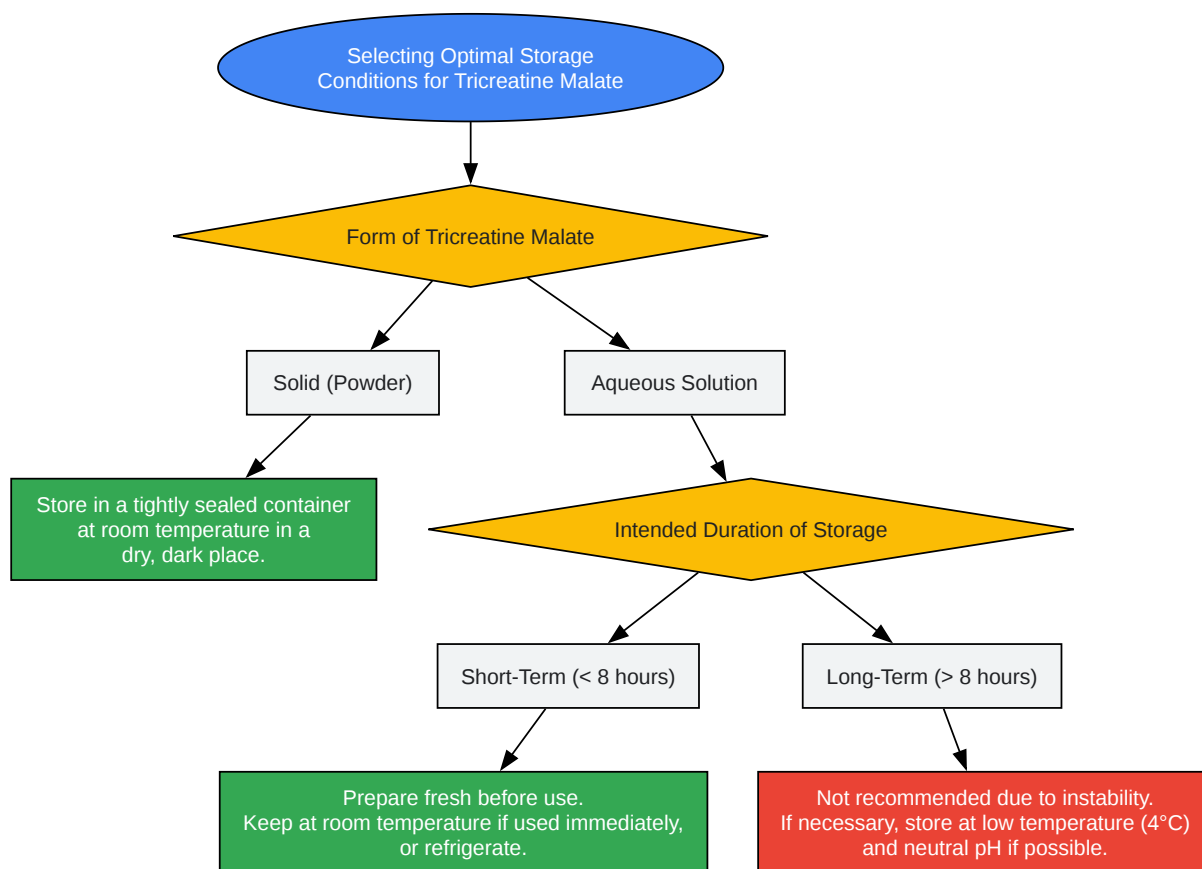 Selecting Optimal Storage
Conditions for Tricreatine Malate
Form of Tricreatine Malate
Solid (Powder)
Aqueous Solution
Store in a tightly sealed container
at room temperature in a
dry, dark place.
Intended Duration of Storage
Short-Term (< 8 hours)
Long-Term (> 8 hours)
Prepare fresh before use.
Keep at room temperature if used immediately,
or refrigerate.
Not recommended due to instability.
If necessary, store at low temperature (4°C)
and neutral pH if possible.